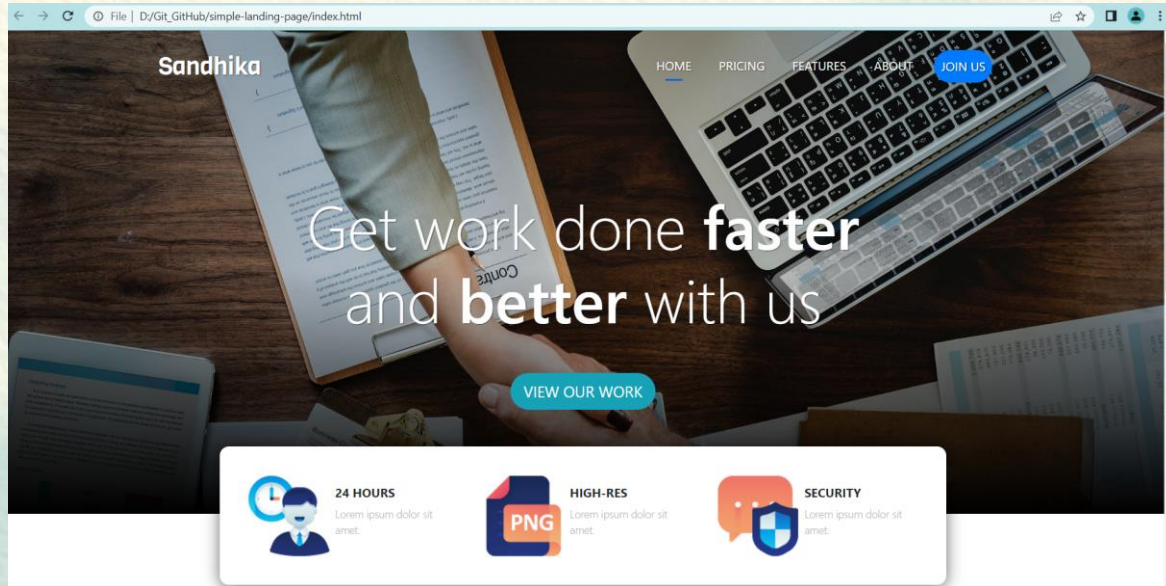 File | D:/Git_GitHub/simple-landing-page/index.html
Sandhika
HOME PRICING FEATURES ABOUT JOIN US
Contra
Get work done faster
and better with us
VIEW OUR WORK
24 HOURS
Lorem ipsum dolor sit
amet.
PNG
HIGH-RES
Lorem ipsum dolor sit
amet.
SECURITY
Lorem ipsum dolor sit
amet.